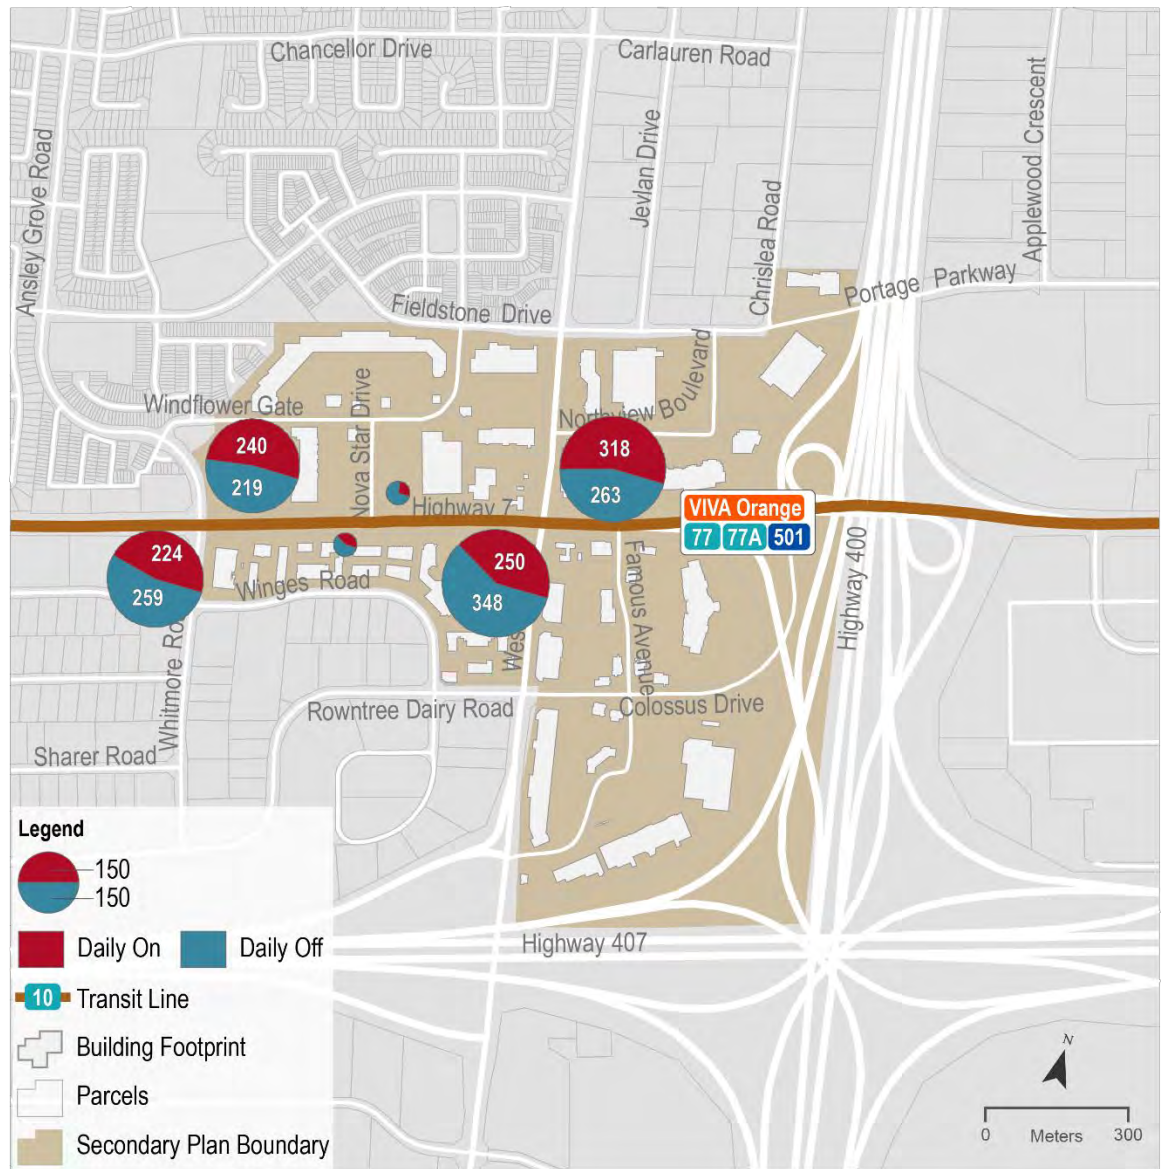 Chancellor Drive
Carlauren Road
Ansley Grove Road
Jevlan Drive
Chrislea Road
Applewood Crescent
Portage Parkway
Fieldstone Drive
Windflower Gate
Nova Star Drive
Northview Boulevard
240
219
318
263
Highway 7
VIVA Orange
77 77A 501
224
259
250
348
Winges Road
Famous Avenue
Highway 400
Whitmore Ro
Wes
Rowntree Dairy Road
Colossus Drive
Sharer Road
Highway 407
Legend
150
150
Daily On Daily Off
10 Transit Line
Building Footprint
Parcels
Secondary Plan Boundary
N
0 Meters 300